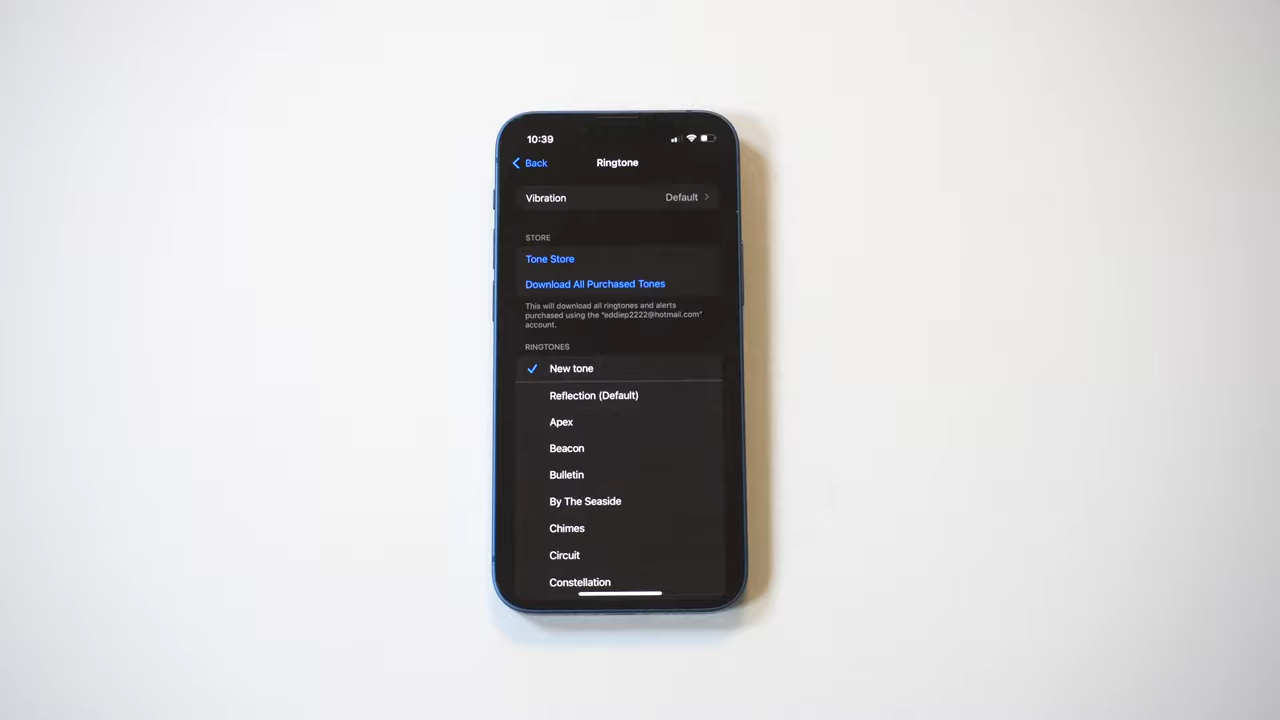 10:39
Back
Ringtone
Vibration Default
STORE
Tone Store
Download All Purchased Tones
This will download all ringtones and alerts
purchased using the “eddiep2222@hotmail.com”
account.
RINGTONES
New tone
Reflection (Default)
Apex
Beacon
Bulletin
By The Seaside
Chimes
Circuit
Constellation